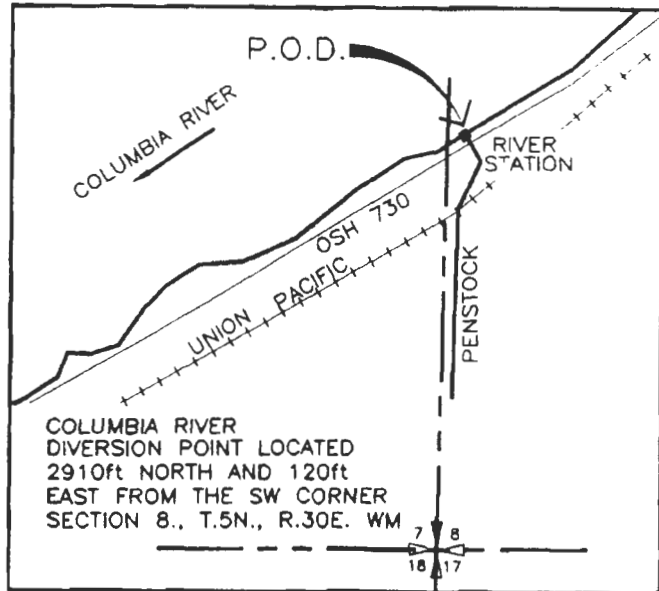 P.O.D.
COLUMBIA RIVER
RIVER
STATION
OSH 730
UNION PACIFIC
PENSTOCK
COLUMBIA RIVER
DIVERSION POINT LOCATED
2910ft NORTH AND 120ft
EAST FROM THE SW CORNER
SECTION 8., T.5N., R.30E. WM
7 8
18 17